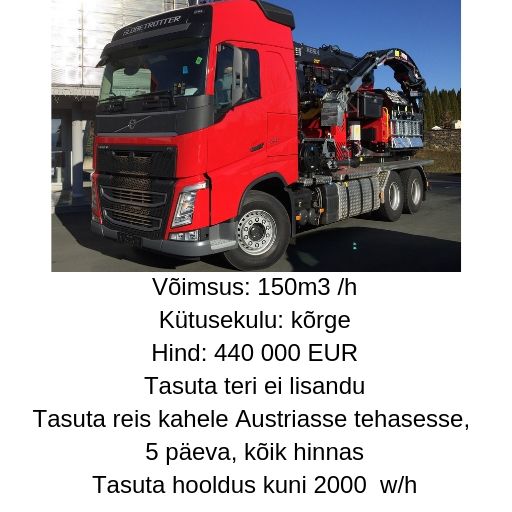 GLOBETROTTER
VOLVO
Võimsus: 150m3 /h
Kütusekulu: kõrge
Hind: 440 000 EUR
Tasuta teri ei lisandu
Tasuta reis kahele Austriasse tehasesse,
5 päeva, kõik hinnas
Tasuta hooldus kuni 2000  w/h